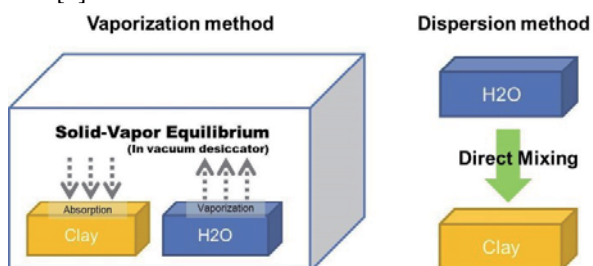 Vaporization method
Solid-Vapor Equilibrium
(In vacuum desiccator)
Absorption
Clay
Vaporization
H2O
Dispersion method
H2O
Direct Mixing
Clay